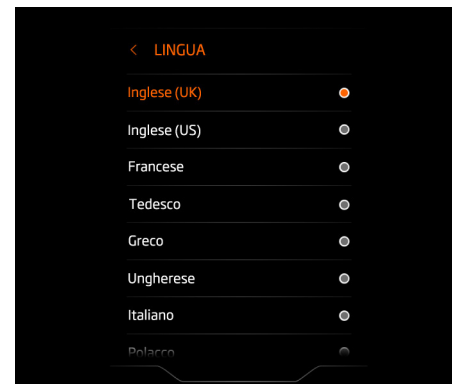 < LINGUA
Inglese (UK)
Inglese (US)
Francese
Tedesco
Greco
Ungherese
Italiano
Polacco